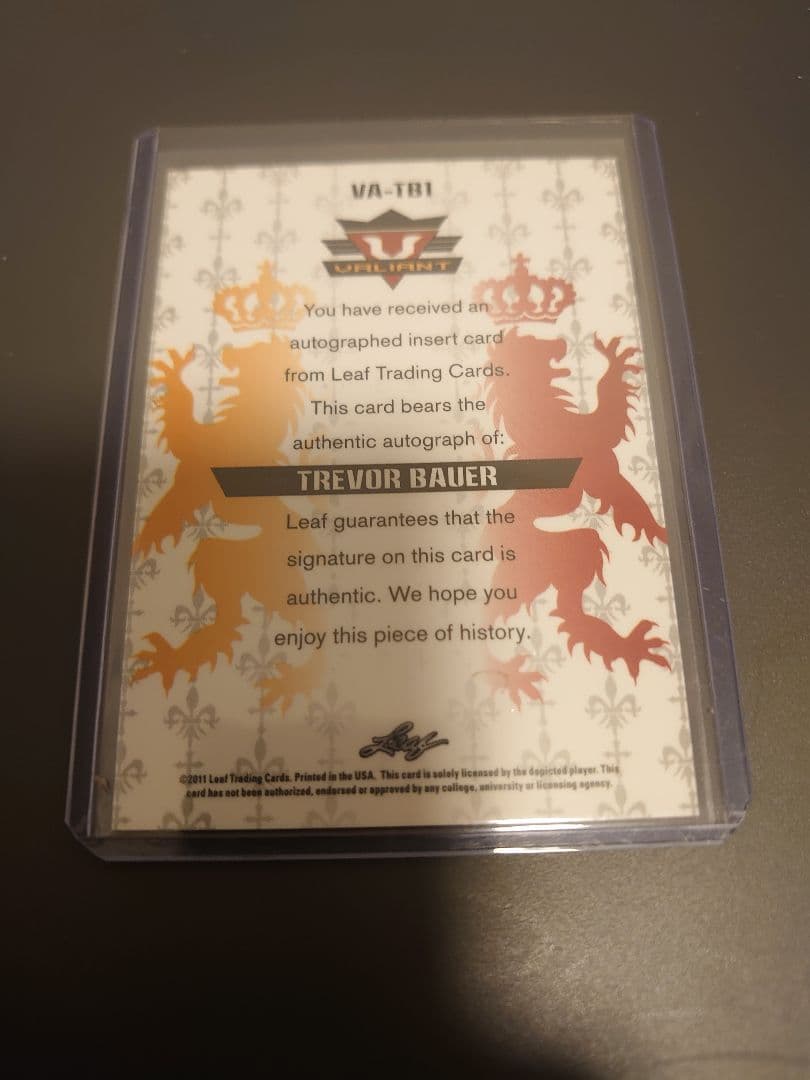 VA-TB1
VALIANT
You have received an
autographed insert card
from Leaf Trading Cards.
This card bears the
authentic autograph of:
TREVOR BAUER
Leaf guarantees that the
signature on this card is
authentic. We hope you
enjoy this piece of history.
Leaf
©2011 Leaf Trading Cards. Printed in the USA. This card is solely licensed by the depicted player. This
card has not been authorized, endorsed or approved by any college, university or licensing agency.